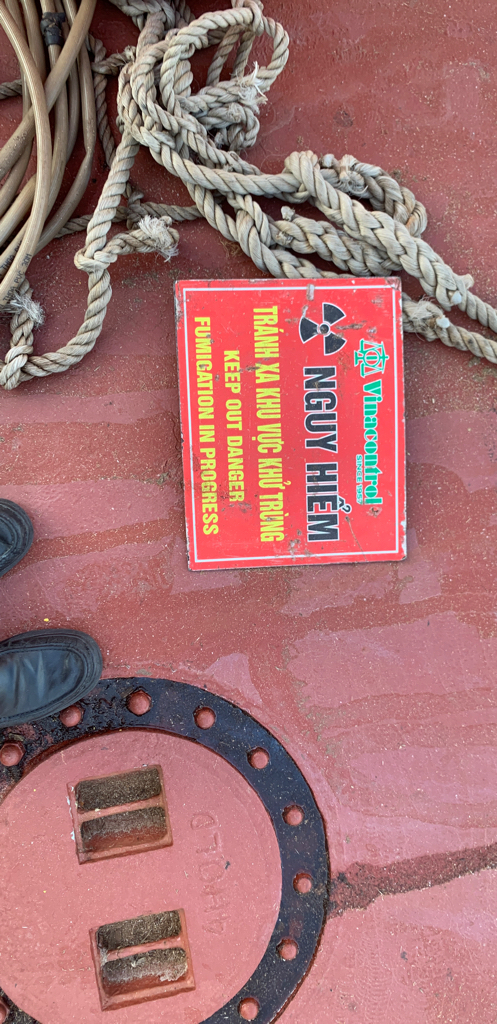 Vinacontrol
SINCE 1957
NGUY HIỂM
TRÁNH XA KHU VỰC KHỬ TRÙNG
KEEP OUT DANGER
FUMIGATION IN PROGRESS